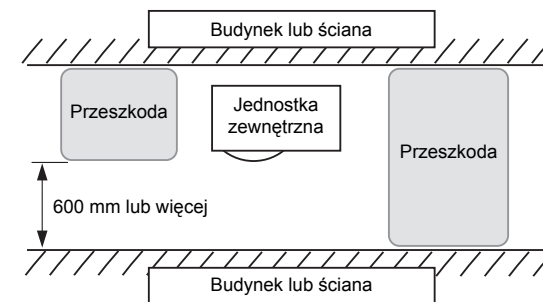 Budynek lub ściana
Przeszkoda
Jednostka
zewnętrzna
Przeszkoda
600 mm lub więcej
Budynek lub ściana